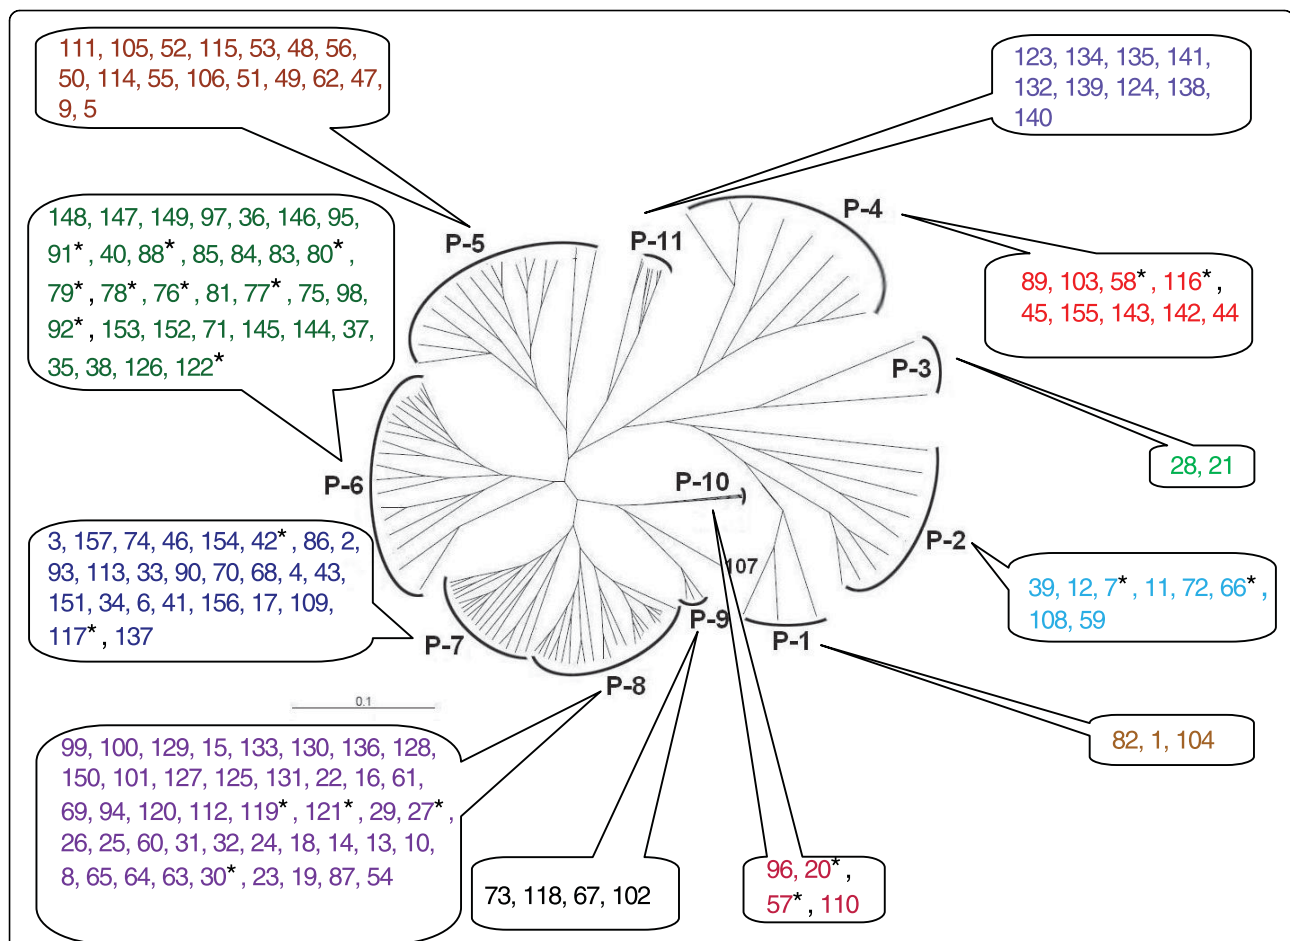 111, 105, 52, 115, 53, 48, 56,
50, 114, 55, 106, 51, 49, 62, 47,
9, 5
123, 134, 135, 141,
132, 139, 124, 138,
140
148, 147, 149, 97, 36, 146, 95,
91*, 40, 88*, 85, 84, 83, 80*,
79*, 78*, 76*, 81, 77*, 75, 98,
92*, 153, 152, 71, 145, 144, 37,
35, 38, 126, 122*
P-5
P-11
P-4
89, 103, 58*, 116*,
45, 155, 143, 142, 44
P-3
28, 21
P-6
P-10
P-2
107
3, 157, 74, 46, 154, 42*, 86, 2,
93, 113, 33, 90, 70, 68, 4, 43,
151, 34, 6, 41, 156, 17, 109,
117*, 137
39, 12, 7*, 11, 72, 66*,
108, 59
P-7
P-8
P-9
P-1
0.1
82, 1, 104
99, 100, 129, 15, 133, 130, 136, 128,
150, 101, 127, 125, 131, 22, 16, 61,
69, 94, 120, 112, 119*, 121*, 29, 27*,
26, 25, 60, 31, 32, 24, 18, 14, 13, 10,
8, 65, 64, 63, 30*, 23, 19, 87, 54
73, 118, 67, 102
96, 20*,
57*, 110